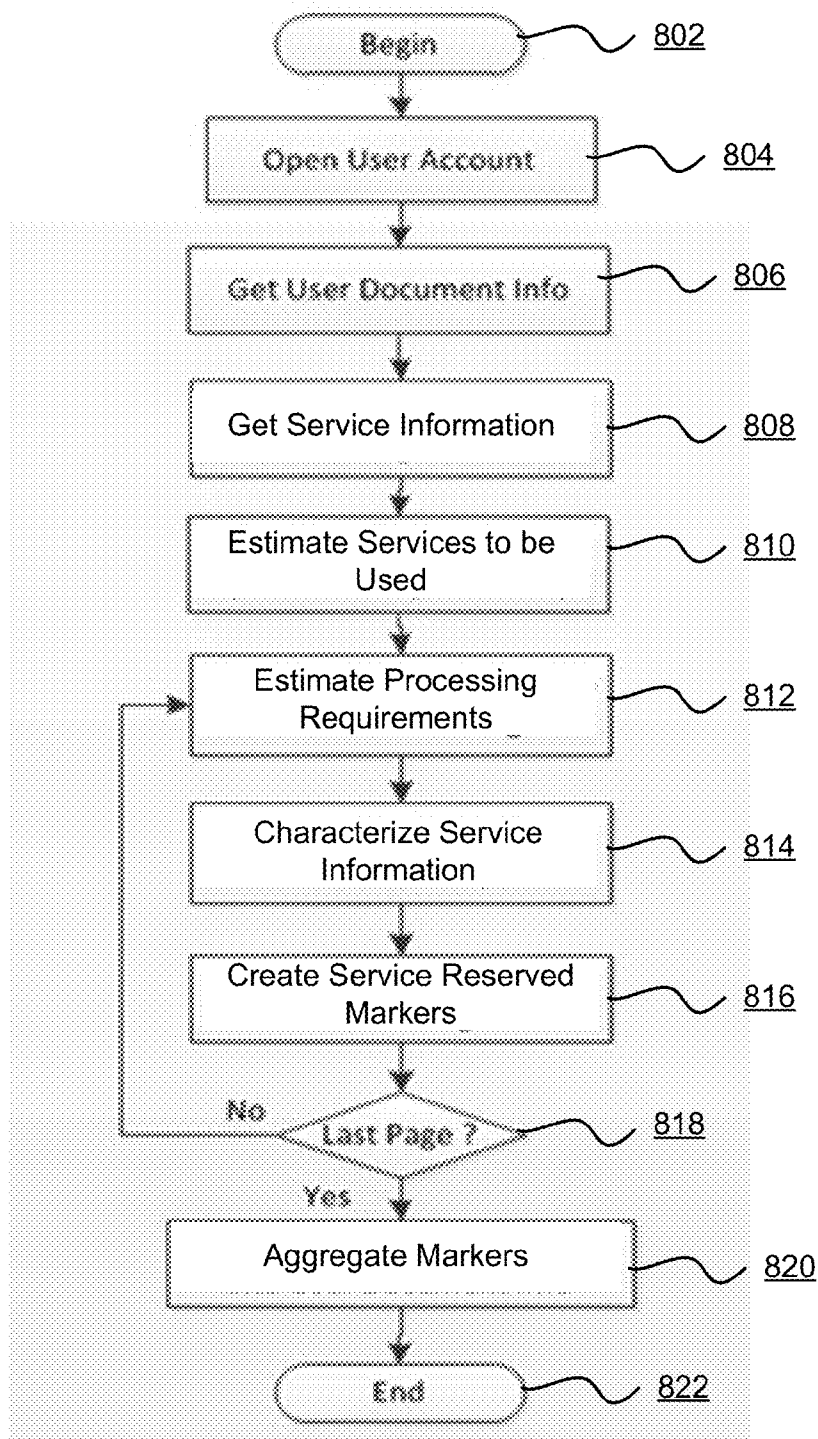 Begin
802
Open User Account
804
Get User Document Info
806
Get Service Information
808
Estimate Services to be
Used
810
Estimate Processing
Requirements
812
Characterize Service
Information
814
Create Service Reserved
Markers
816
No
Last Page ?
818
Yes
Aggregate Markers
820
End
822